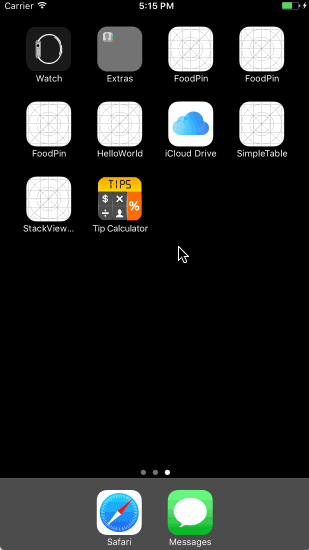 Carrier 5:15 PM
Watch Extras FoodPin FoodPin
FoodPin HelloWorld iCloud Drive SimpleTable
TIPS
$ × ÷ %
StackView... Tip Calculator
Safari Messages